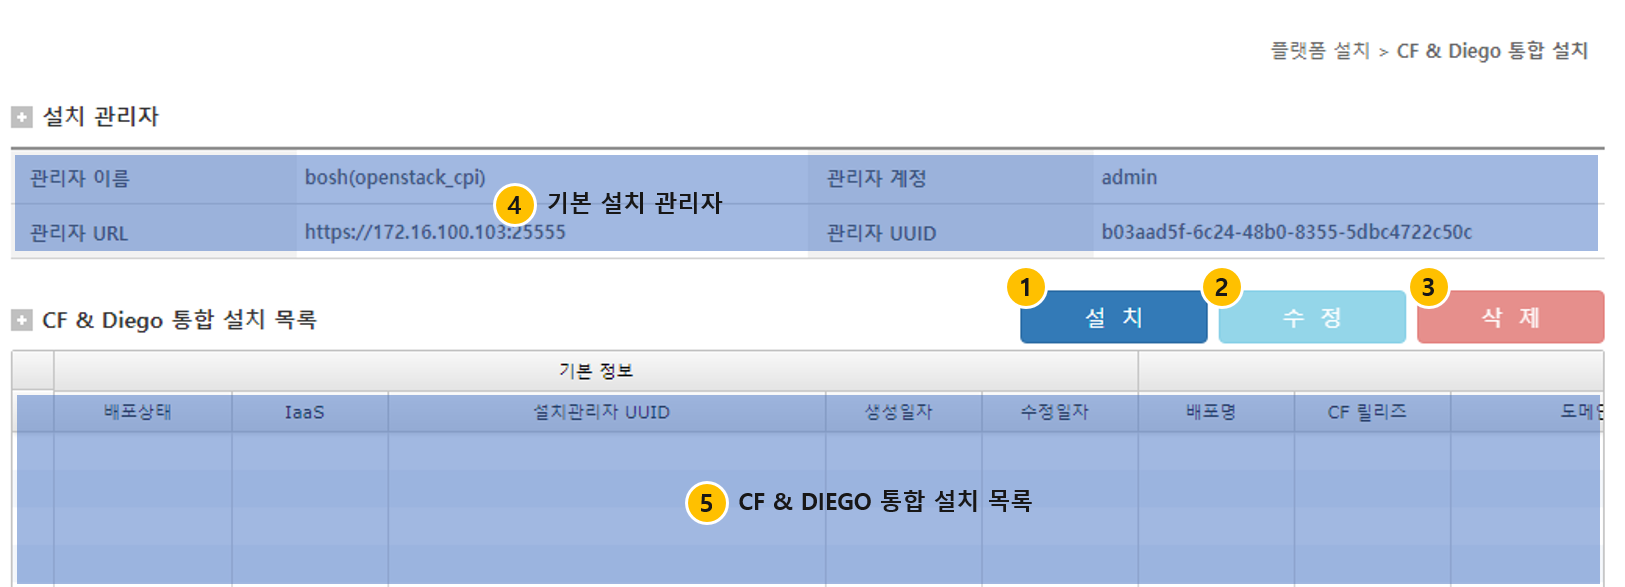 플랫폼 설치 > CF & Diego 통합 설치
설치 관리자
관리자 이름 bosh(openstack_cpi) 관리자 계정 admin
4 기본 설치 관리자
관리자 URL https://172.16.100.103:25555 관리자 UUID b03aad5f-6c24-48b0-8355-5dbc4722c50c
1 2 3
CF & Diego 통합 설치 목록 설 치 수 정 삭 제
기본 정보
배포상태 IaaS 설치관리자 UUID 생성일자 수정일자 배포명 CF 릴리즈 도메인
5 CF & DIEGO 통합 설치 목록